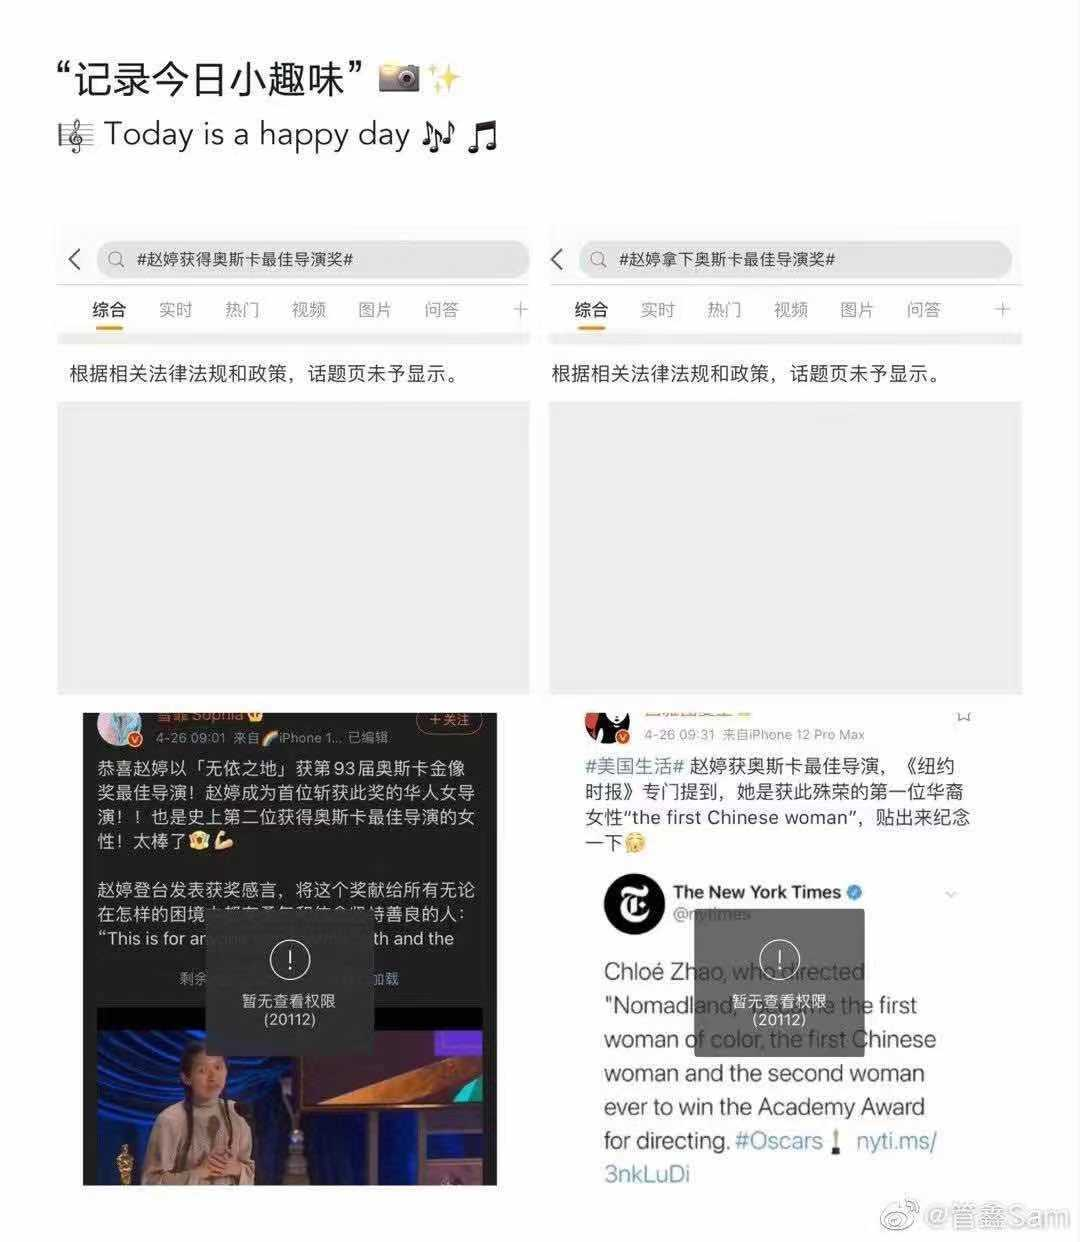 “记录今日小趣味”
Today is a happy day
#赵婷获得奥斯卡最佳导演奖#
综合 实时 热门 视频 图片 问答
根据相关法律法规和政策，话题页未予显示。
#赵婷拿下奥斯卡最佳导演奖#
综合 实时 热门 视频 图片 问答
根据相关法律法规和政策，话题页未予显示。
雪菲Sophia
+关注
4-26 09:01 来自 iPhone 1... 已编辑
恭喜赵婷以「无依之地」获第93届奥斯卡金像
奖最佳导演！赵婷成为首位斩获此奖的华人女导
演！！也是史上第二位获得奥斯卡最佳导演的女
性！太棒了
赵婷登台发表获奖感言，将这个奖献给所有无论
在怎样的困境 善良的人：
“This is for and the
剩余 加载
暂无查看权限
(20112)
4-26 09:31 来自iPhone 12 Pro Max
#美国生活# 赵婷获奥斯卡最佳导演，《纽约
时报》专门提到，她是获此殊荣的第一位华裔
女性“the first Chinese woman”，贴出来纪念
一下
The New York Times
@nytimes
Chloé Zhao, who directed
"Nomadland," became the first
woman of color, the first Chinese
woman and the second woman
ever to win the Academy Award
for directing. #Oscars nyti.ms/
3nkLuDi
暂无查看权限
(20112)
@管鑫Sam